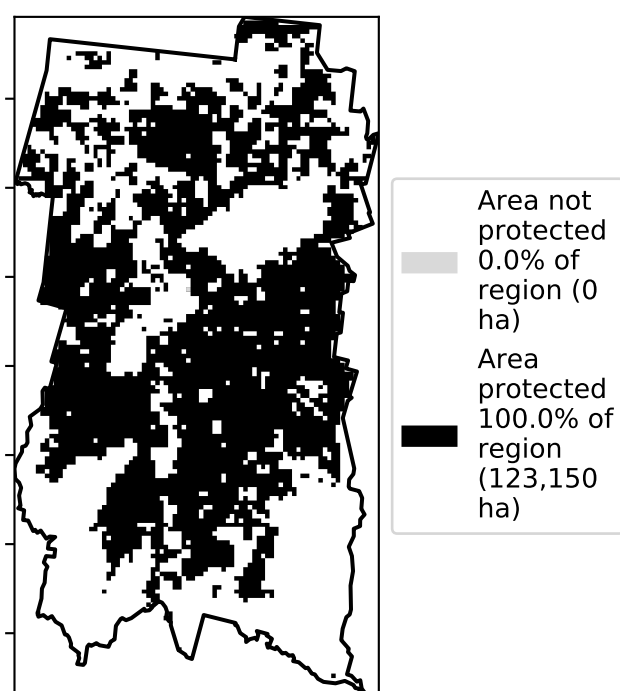 Area not
protected
0.0% of
region (0
ha)
Area
protected
100.0% of
region
(123,150
ha)